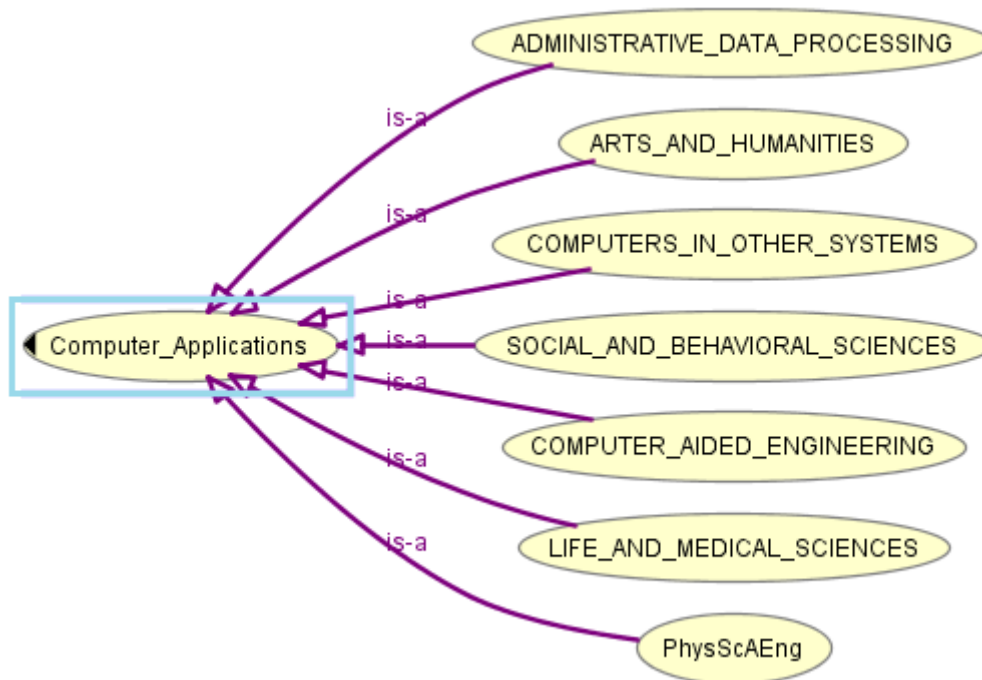 ADMINISTRATIVE_DATA_PROCESSING
is-a
ARTS_AND_HUMANITIES
is-a
COMPUTERS_IN_OTHER_SYSTEMS
is-a
Computer_Applications
is-a
SOCIAL_AND_BEHAVIORAL_SCIENCES
is-a
COMPUTER_AIDED_ENGINEERING
is-a
LIFE_AND_MEDICAL_SCIENCES
is-a
PhysScAEng